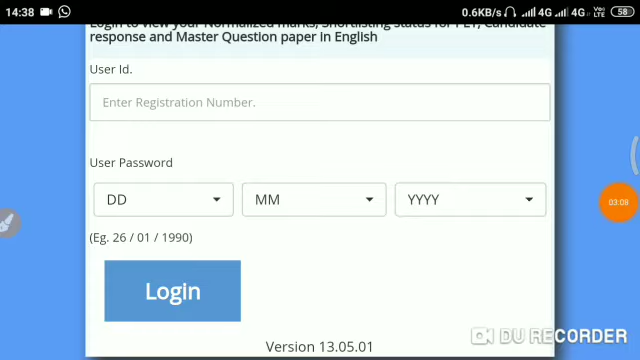 14:38 0.6KB/s 4G 4G VoLTE 58
Login to view your Normalized marks, Shortlisting status for PET, Candidate
response and Master Question paper in English
User Id.
Enter Registration Number.
User Password
DD MM YYYY
03:09
(Eg. 26 / 01 / 1990)
Login
DU RECORDER
Version 13.05.01